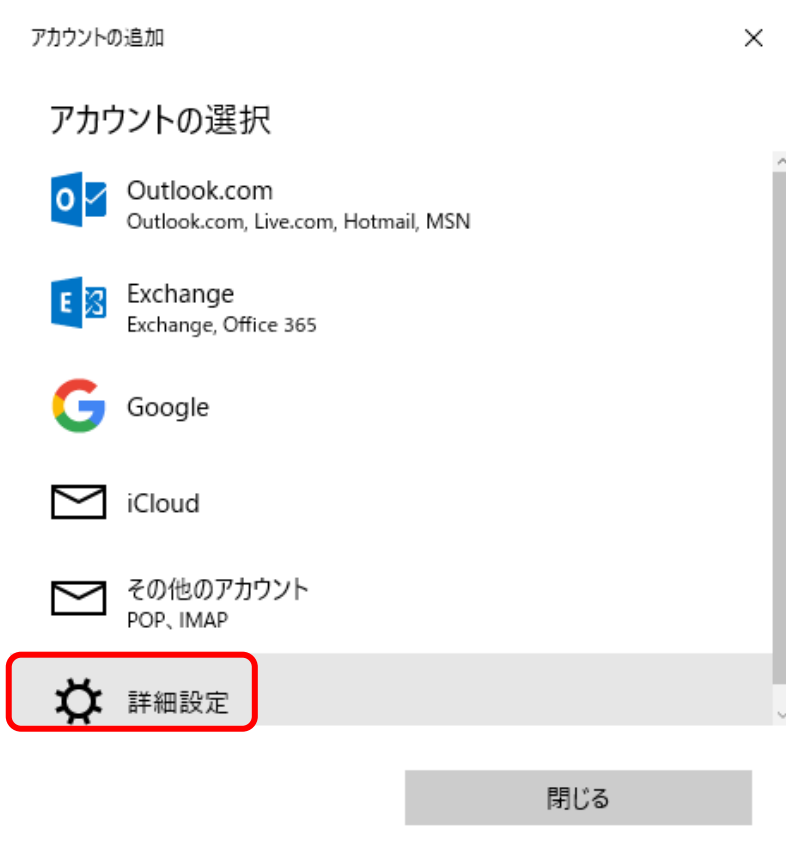 アカウントの追加
アカウントの選択
Outlook.com
Outlook.com, Live.com, Hotmail, MSN
Exchange
Exchange, Office 365
Google
iCloud
その他のアカウント
POP、IMAP
詳細設定
閉じる